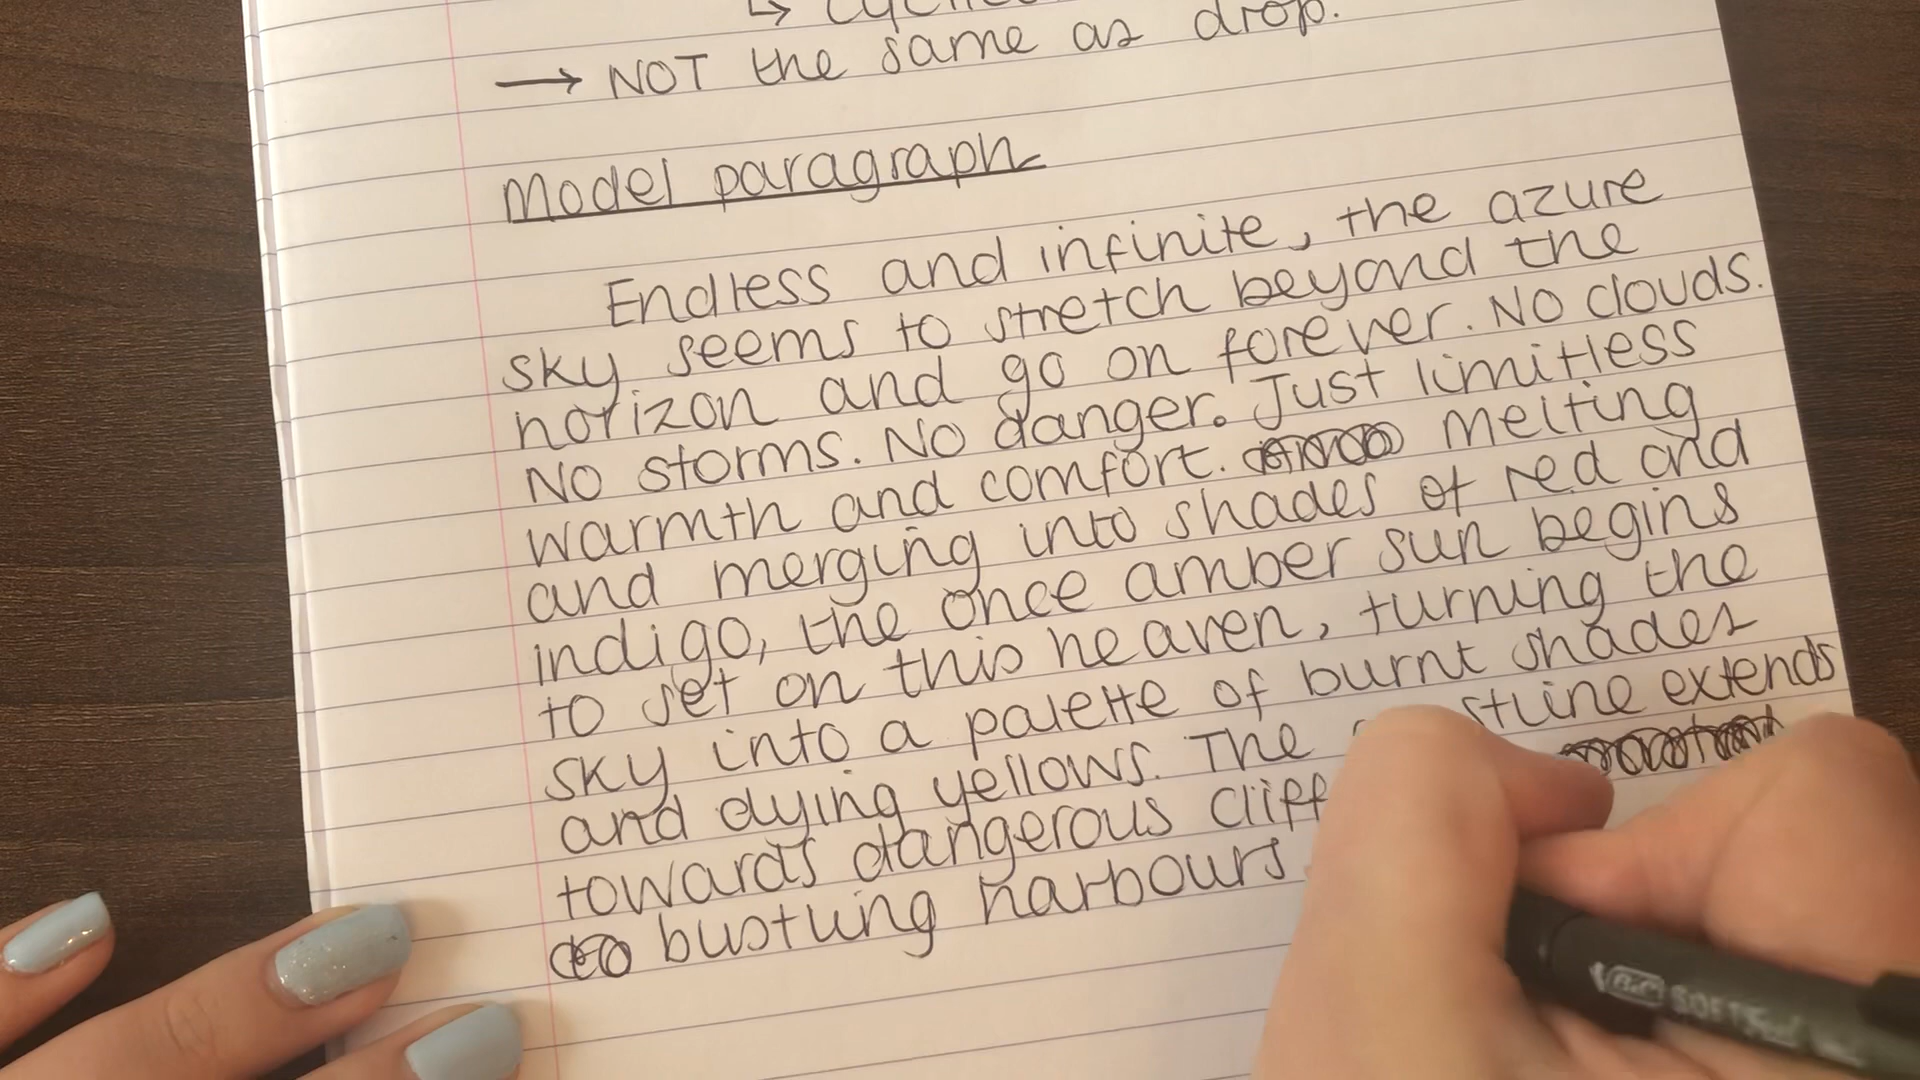 ↳
→ NOT the same as drop.
Model paragraph
Endless and infinite, the azure
sky seems to stretch beyond the
horizon and go on forever. No clouds.
No storms. No danger. Just limitless
warmth and comfort. melting
and merging into shades of red and
indigo, the once amber sun begins
to set on this heaven, turning the
sky into a palette of burnt shades
and dying yellows. The extends
towards dangerous
bustling harbours
BIC SOFTFeel